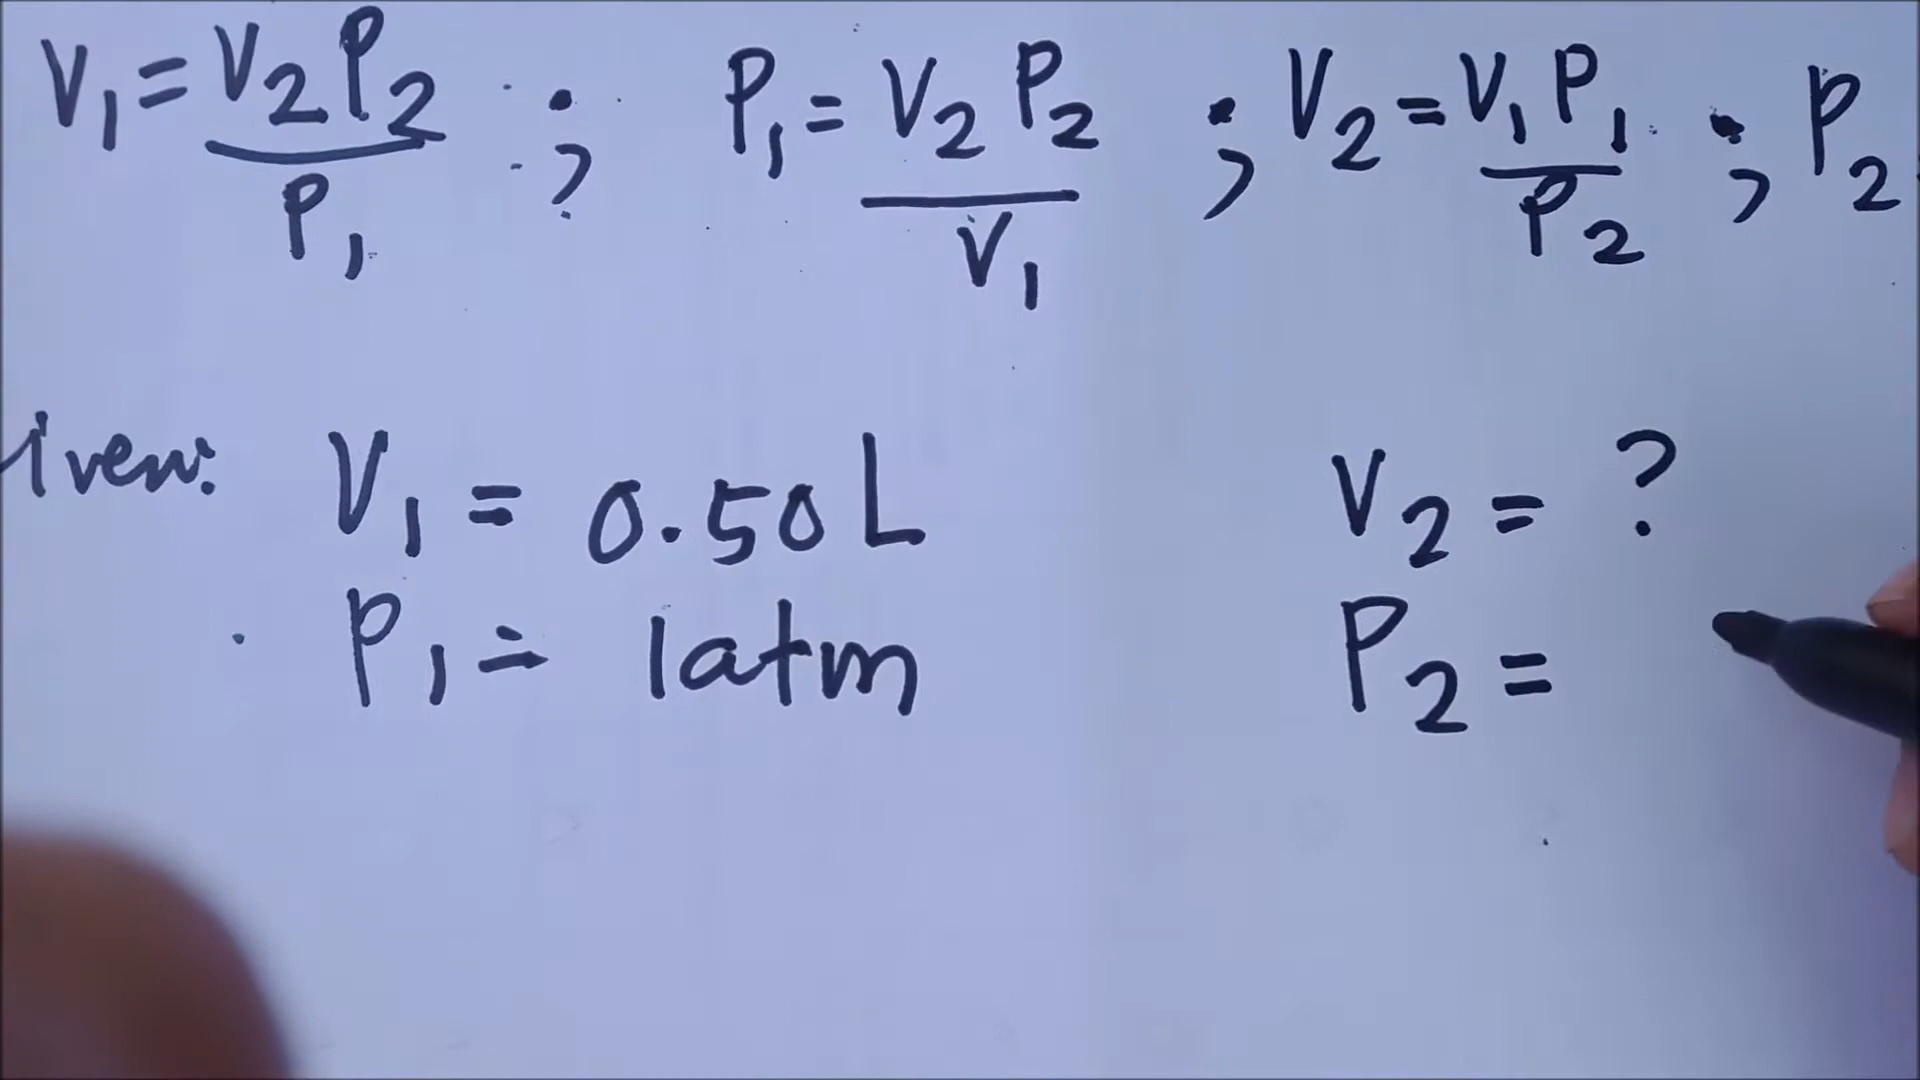 V₁ = V₂P₂/P₁ ; P₁ = V₂P₂/V₁ ; V₂ = V₁P₁/P₂ ; P₂
iven: V₁ = 0.50 L V₂ = ?
P₁ = 1atm P₂ =